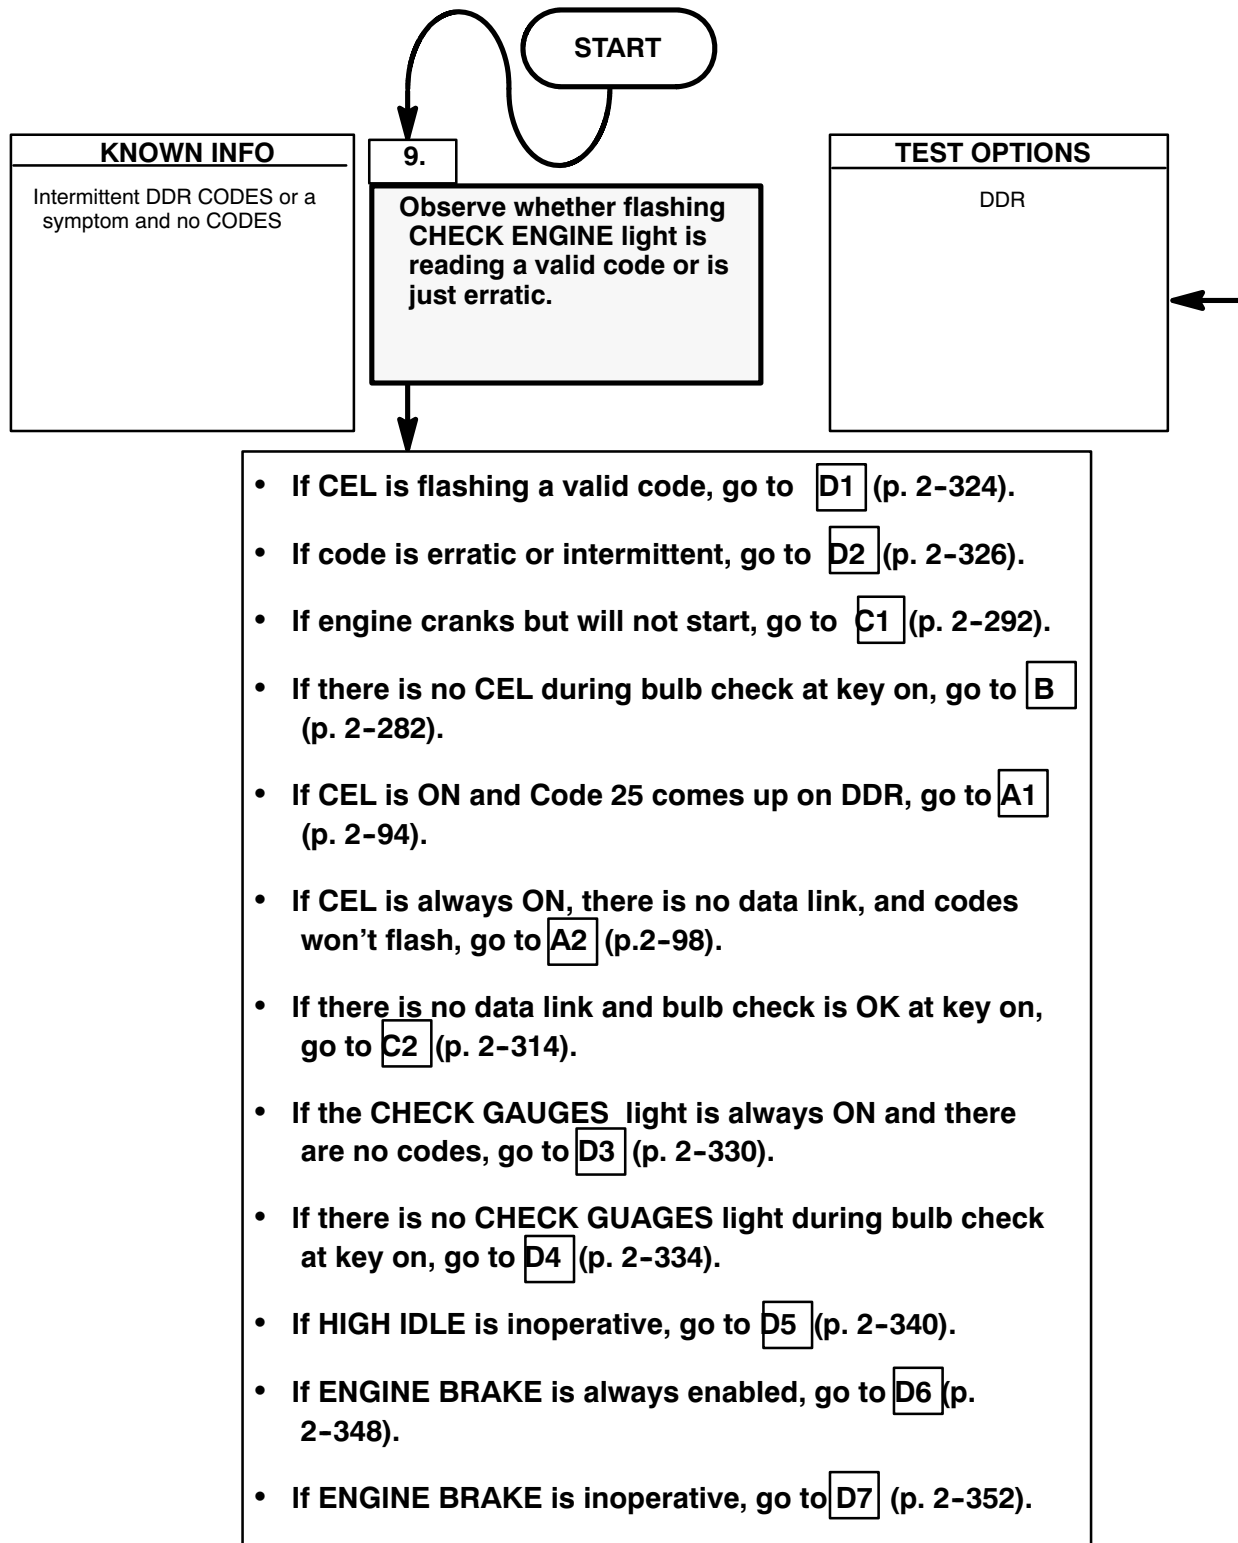 START
KNOWN INFO
Intermittent DDR CODES or a
symptom and no CODES
9.
Observe whether flashing
CHECK ENGINE light is
reading a valid code or is
just erratic.
TEST OPTIONS
DDR
• If CEL is flashing a valid code, go to D1 (p. 2-324).
• If code is erratic or intermittent, go to D2 (p. 2-326).
• If engine cranks but will not start, go to C1 (p. 2-292).
• If there is no CEL during bulb check at key on, go to B
(p. 2-282).
• If CEL is ON and Code 25 comes up on DDR, go to A1
(p. 2-94).
• If CEL is always ON, there is no data link, and codes
won't flash, go to A2 (p.2-98).
• If there is no data link and bulb check is OK at key on,
go to C2 (p. 2-314).
• If the CHECK GAUGES light is always ON and there
are no codes, go to D3 (p. 2-330).
• If there is no CHECK GUAGES light during bulb check
at key on, go to D4 (p. 2-334).
• If HIGH IDLE is inoperative, go to D5 (p. 2-340).
• If ENGINE BRAKE is always enabled, go to D6 (p.
2-348).
• If ENGINE BRAKE is inoperative, go to D7 (p. 2-352).